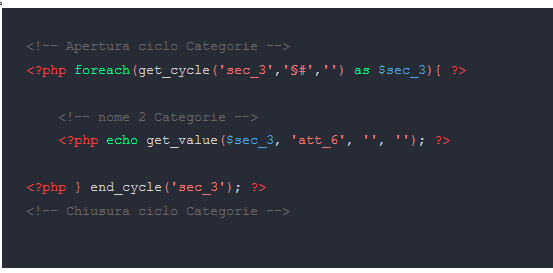 <!-- Apertura ciclo Categorie -->
<?php foreach(get_cycle('sec_3','§#','') as $sec_3){ ?>
<!-- nome 2 Categorie -->
<?php echo get_value($sec_3, 'att_6', '', ''); ?>
<?php } end_cycle('sec_3'); ?>
<!-- Chiusura ciclo Categorie -->